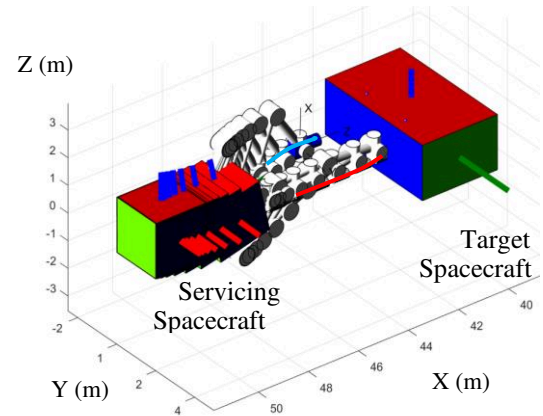 Z (m)
3
2
1
0
-1
-2
-3
X
Z
Target
Spacecraft
Servicing
Spacecraft
-2
1
2
4
Y (m)
50
48
46
44
42
40
X (m)